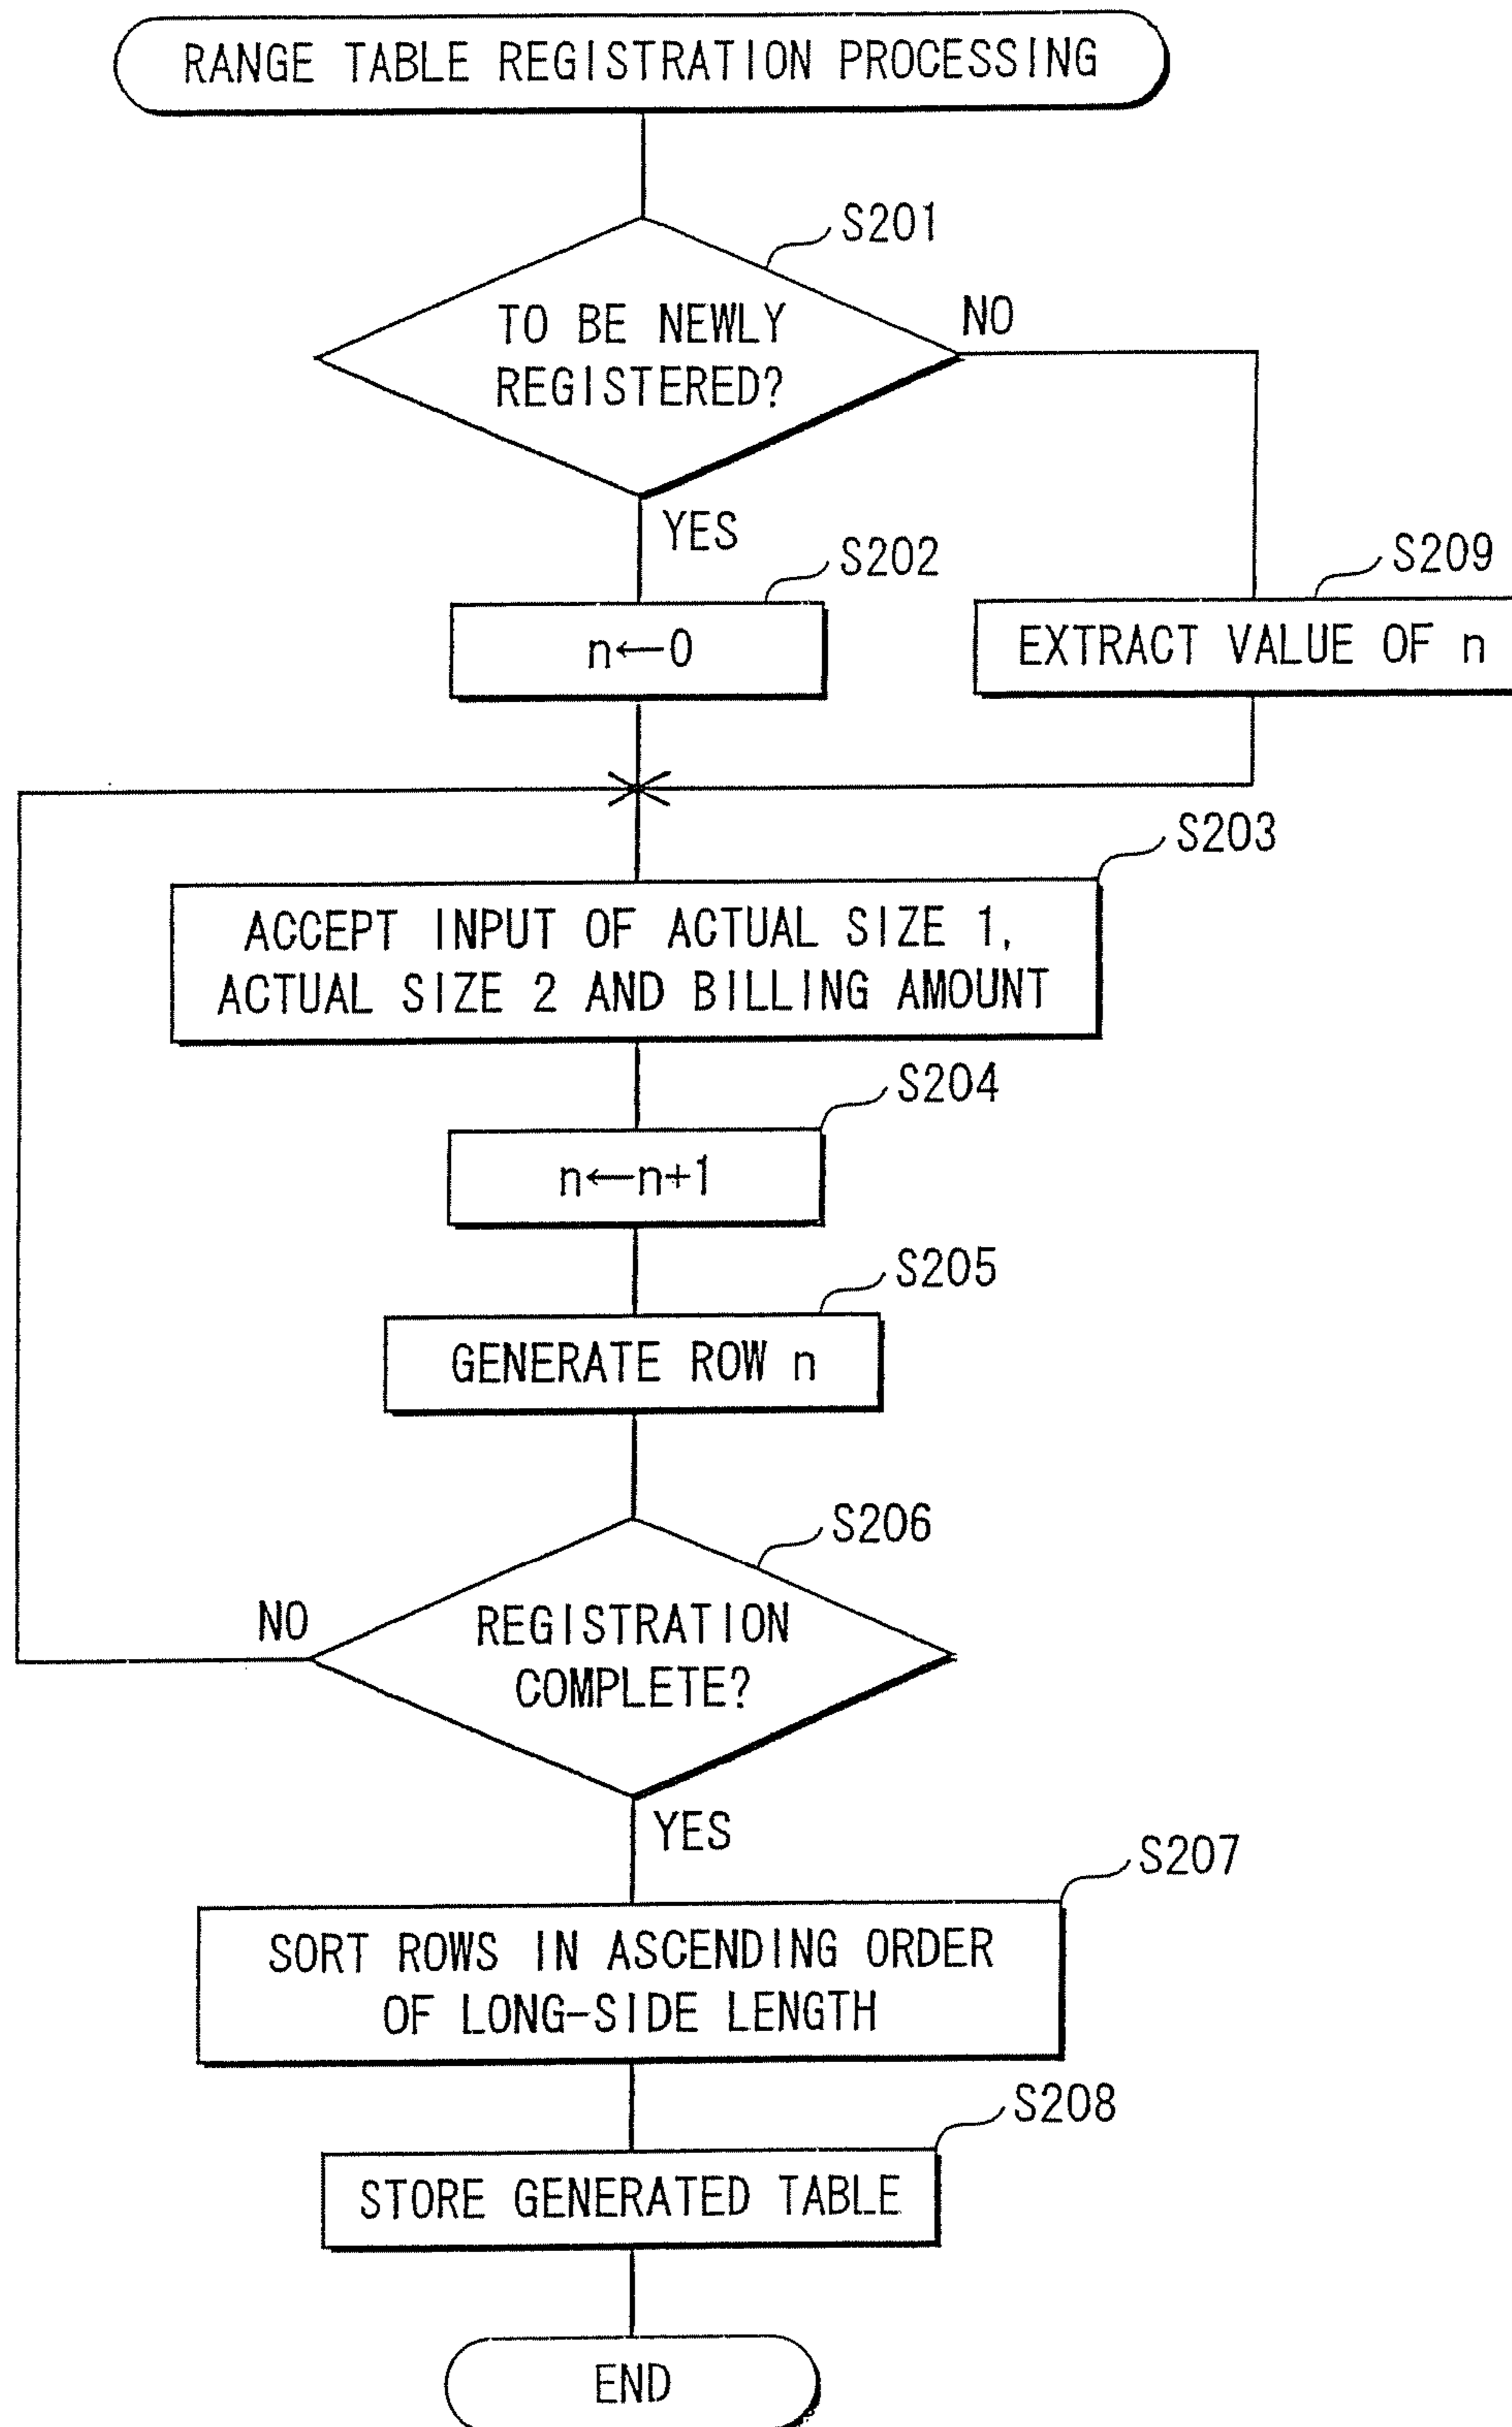 RANGE TABLE REGISTRATION PROCESSING
S201
TO BE NEWLY
REGISTERED?
NO
YES
S202
n←0
S209
EXTRACT VALUE OF n
S203
ACCEPT INPUT OF ACTUAL SIZE 1,
ACTUAL SIZE 2 AND BILLING AMOUNT
S204
n←n+1
S205
GENERATE ROW n
S206
REGISTRATION
COMPLETE?
NO
YES
S207
SORT ROWS IN ASCENDING ORDER
OF LONG-SIDE LENGTH
S208
STORE GENERATED TABLE
END